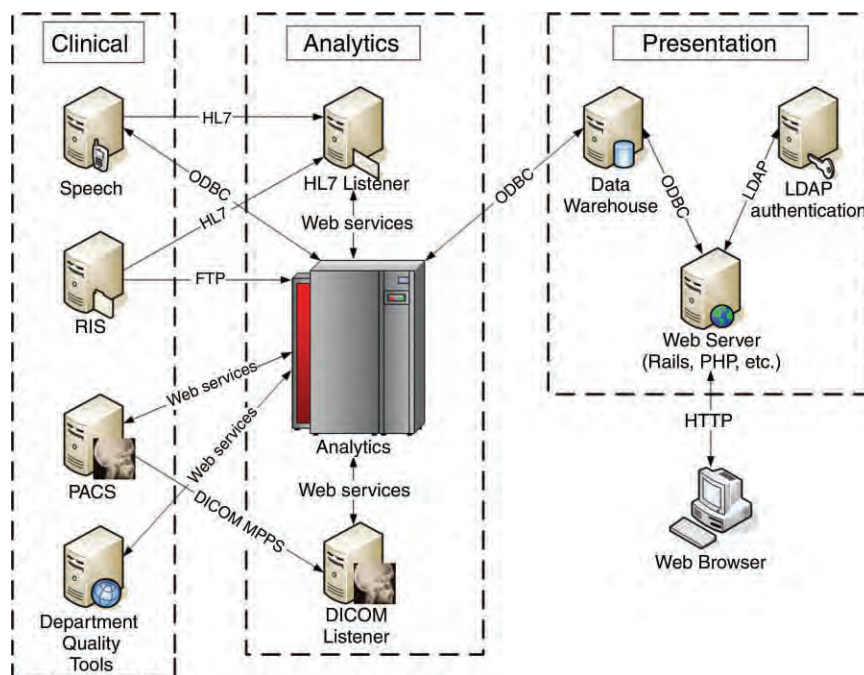 Clinical
Analytics
Presentation
HL7
Speech
ODBC
HL7 Listener
HL7
Web services
ODBC
Data
Warehouse
ODBC
LDAP
LDAP
authentication
FTP
RIS
Web Server
(Rails, PHP, etc.)
Web services
Analytics
HTTP
Web services
PACS
Web services
DICOM MPPS
Web Browser
Department
Quality
Tools
DICOM
Listener